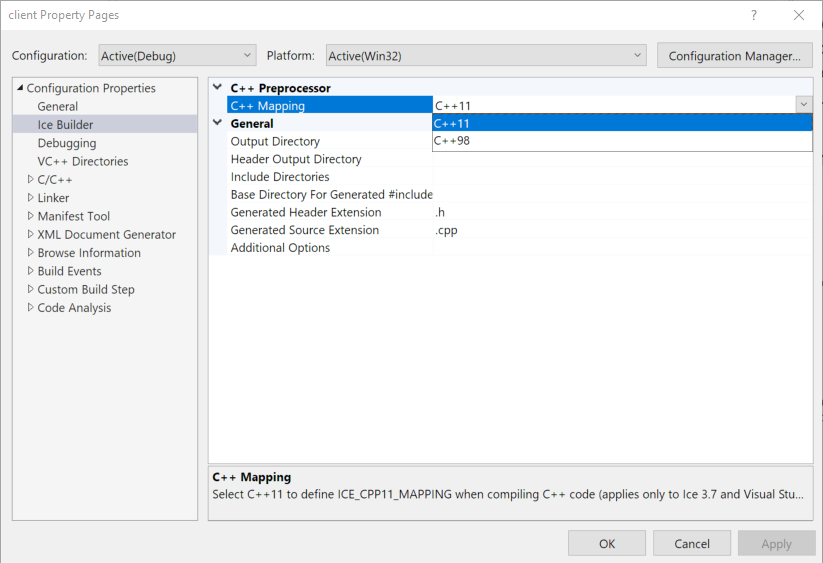 client Property Pages
Configuration: Active(Debug) Platform: Active(Win32) Configuration Manager...
Configuration Properties
General
Ice Builder
Debugging
VC++ Directories
C/C++
Linker
Manifest Tool
XML Document Generator
Browse Information
Build Events
Custom Build Step
Code Analysis
C++ Preprocessor
C++ Mapping C++11
C++11
C++98
General
Output Directory
Header Output Directory
Include Directories
Base Directory For Generated #include
Generated Header Extension .h
Generated Source Extension .cpp
Additional Options
C++ Mapping
Select C++11 to define ICE_CPP11_MAPPING when compiling C++ code (applies only to Ice 3.7 and Visual Stu...
OK Cancel Apply